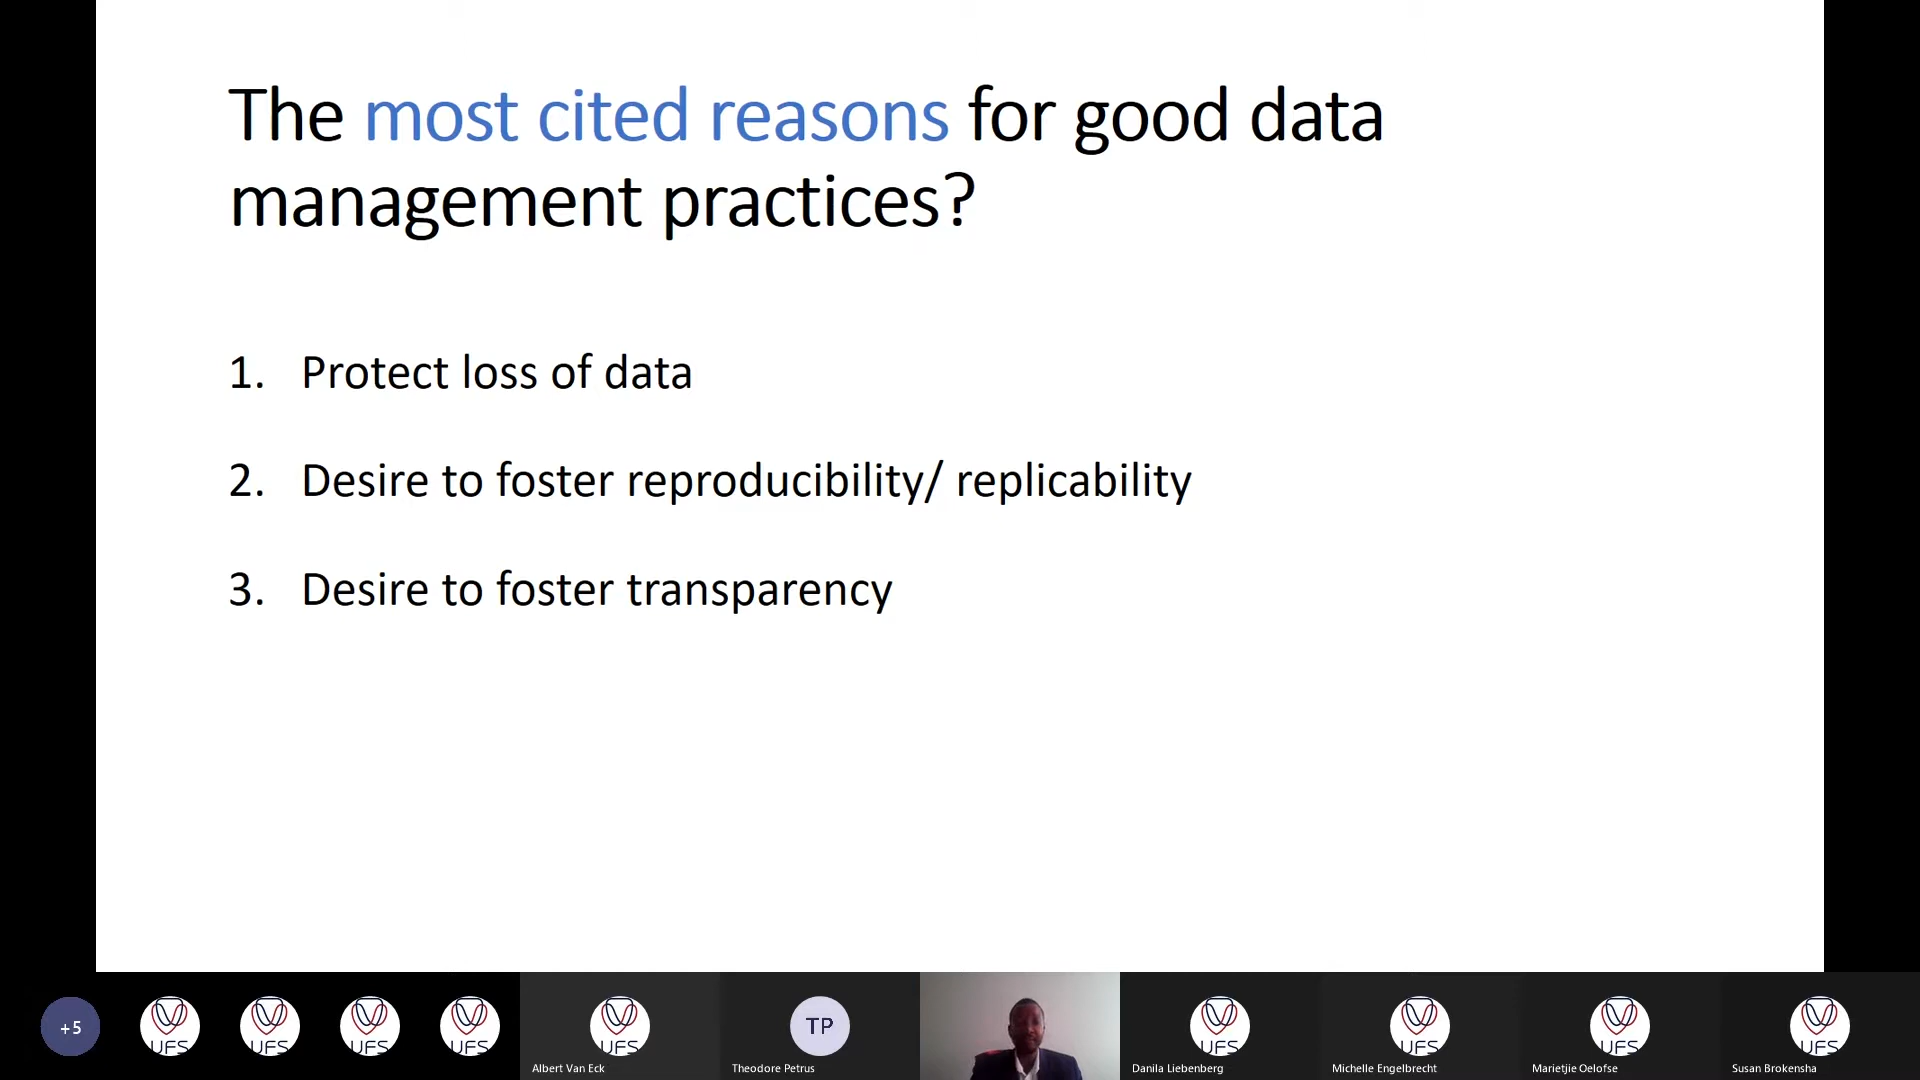 The most cited reasons for good data
management practices?
1. Protect loss of data
2. Desire to foster reproducibility/ replicability
3. Desire to foster transparency
+5
UFS
UFS
UFS
UFS
UFS
TP
UFS
UFS
UFS
UFS
Albert Van Eck
Theodore Petrus
Danila Liebenberg
Michelle Engelbrecht
Marietjie Oelofse
Susan Brokensha